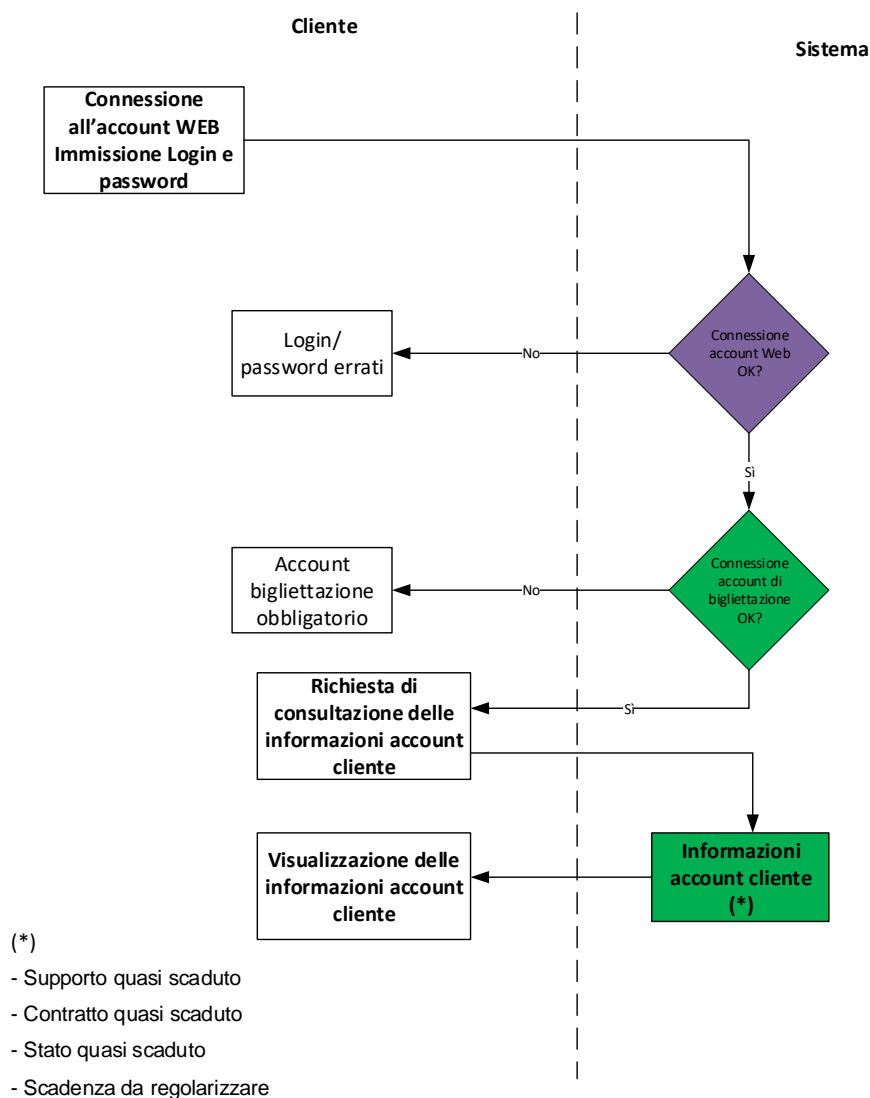 Cliente
Sistema
Connessione
all’account WEB
Immissione Login e
password
Connessione
account Web
OK?
No
Login/
password errati
Sì
Connessione
account di
bigliettazione
OK?
No
Account
bigliettazione
obbligatorio
Sì
Richiesta di
consultazione delle
informazioni account
cliente
Informazioni
account cliente
(*)
Visualizzazione delle
informazioni account
cliente
(*)
- Supporto quasi scaduto
- Contratto quasi scaduto
- Stato quasi scaduto
- Scadenza da regolarizzare